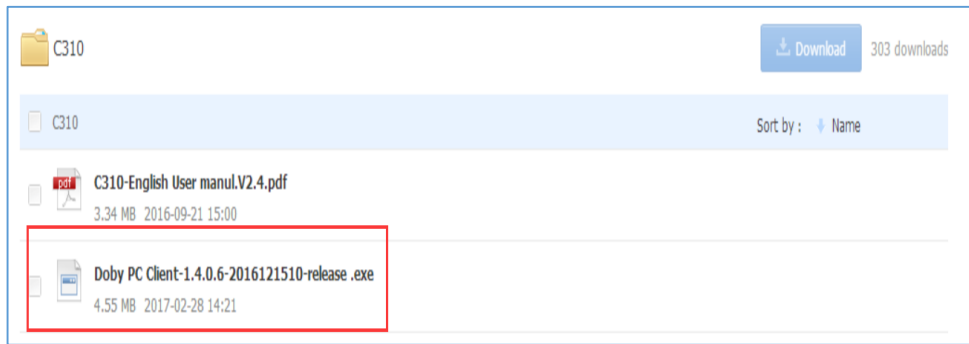 C310
Download
303 downloads
C310
Sort by : Name
pdf
C310-English User manul.V2.4.pdf
3.34 MB 2016-09-21 15:00
Doby PC Client-1.4.0.6-2016121510-release .exe
4.55 MB 2017-02-28 14:21